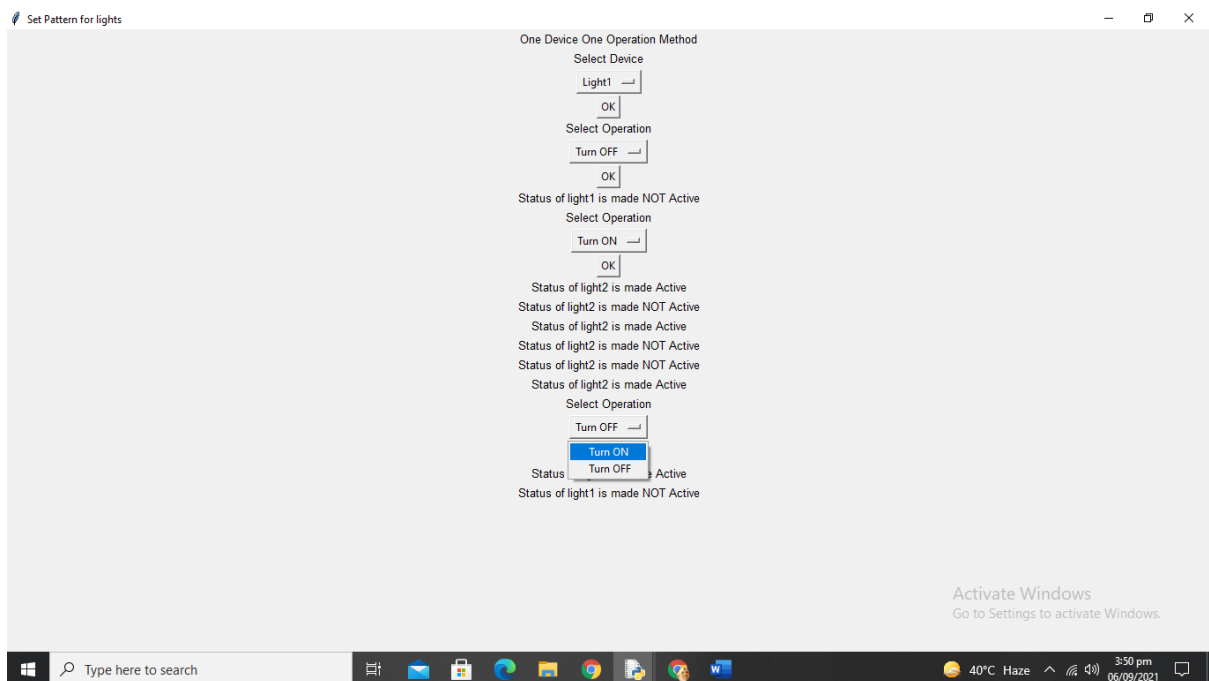 Set Pattern for lights
One Device One Operation Method
Select Device
Light1
OK
Select Operation
Turn OFF
OK
Status of light1 is made NOT Active
Select Operation
Turn ON
OK
Status of light2 is made Active
Status of light2 is made NOT Active
Status of light2 is made Active
Status of light2 is made NOT Active
Status of light2 is made NOT Active
Status of light2 is made Active
Select Operation
Turn OFF
Turn ON
Turn OFF
Status Active
Status of light1 is made NOT Active
Activate Windows
Go to Settings to activate Windows.
Type here to search
40°C Haze
3:50 pm
06/09/2021